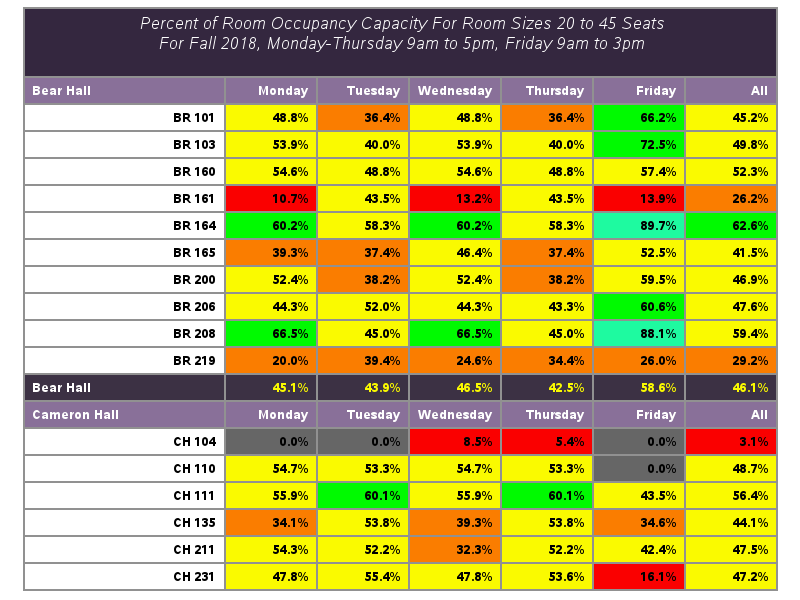 Percent of Room Occupancy Capacity For Room Sizes 20 to 45 Seats
For Fall 2018, Monday-Thursday 9am to 5pm, Friday 9am to 3pm
Bear Hall Monday Tuesday Wednesday Thursday Friday All
BR 101 48.8% 36.4% 48.8% 36.4% 66.2% 45.2%
BR 103 53.9% 40.0% 53.9% 40.0% 72.5% 49.8%
BR 160 54.6% 48.8% 54.6% 48.8% 57.4% 52.3%
BR 161 10.7% 43.5% 13.2% 43.5% 13.9% 26.2%
BR 164 60.2% 58.3% 60.2% 58.3% 89.7% 62.6%
BR 165 39.3% 37.4% 46.4% 37.4% 52.5% 41.5%
BR 200 52.4% 38.2% 52.4% 38.2% 59.5% 46.9%
BR 206 44.3% 52.0% 44.3% 43.3% 60.6% 47.6%
BR 208 66.5% 45.0% 66.5% 45.0% 88.1% 59.4%
BR 219 20.0% 39.4% 24.6% 34.4% 26.0% 29.2%
Bear Hall 45.1% 43.9% 46.5% 42.5% 58.6% 46.1%
Cameron Hall Monday Tuesday Wednesday Thursday Friday All
CH 104 0.0% 0.0% 8.5% 5.4% 0.0% 3.1%
CH 110 54.7% 53.3% 54.7% 53.3% 0.0% 48.7%
CH 111 55.9% 60.1% 55.9% 60.1% 43.5% 56.4%
CH 135 34.1% 53.8% 39.3% 53.8% 34.6% 44.1%
CH 211 54.3% 52.2% 32.3% 52.2% 42.4% 47.5%
CH 231 47.8% 55.4% 47.8% 53.6% 16.1% 47.2%